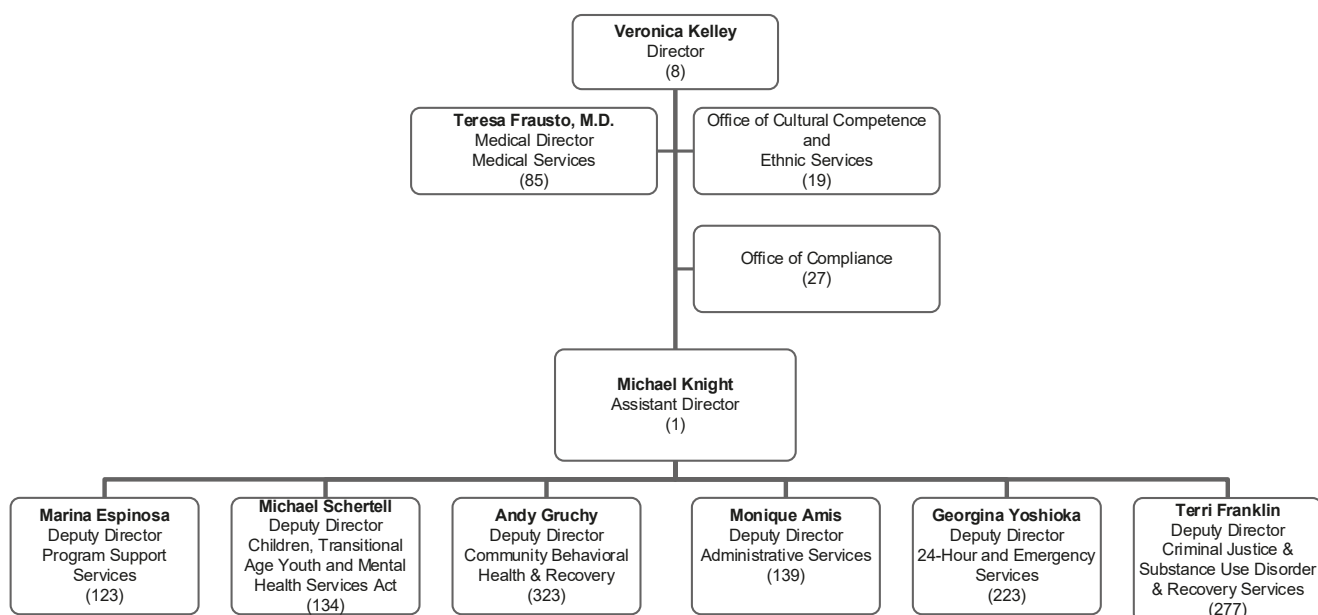 Veronica Kelley
Director
(8)
Teresa Frausto, M.D.
Medical Director
Medical Services
(85)
Office of Cultural Competence
and
Ethnic Services
(19)
Office of Compliance
(27)
Michael Knight
Assistant Director
(1)
Marina Espinosa
Deputy Director
Program Support
Services
(123)
Michael Schertell
Deputy Director
Children, Transitional
Age Youth and Mental
Health Services Act
(134)
Andy Gruchy
Deputy Director
Community Behavioral
Health & Recovery
(323)
Monique Amis
Deputy Director
Administrative Services
(139)
Georgina Yoshioka
Deputy Director
24-Hour and Emergency
Services
(223)
Terri Franklin
Deputy Director
Criminal Justice &
Substance Use Disorder
& Recovery Services
(277)